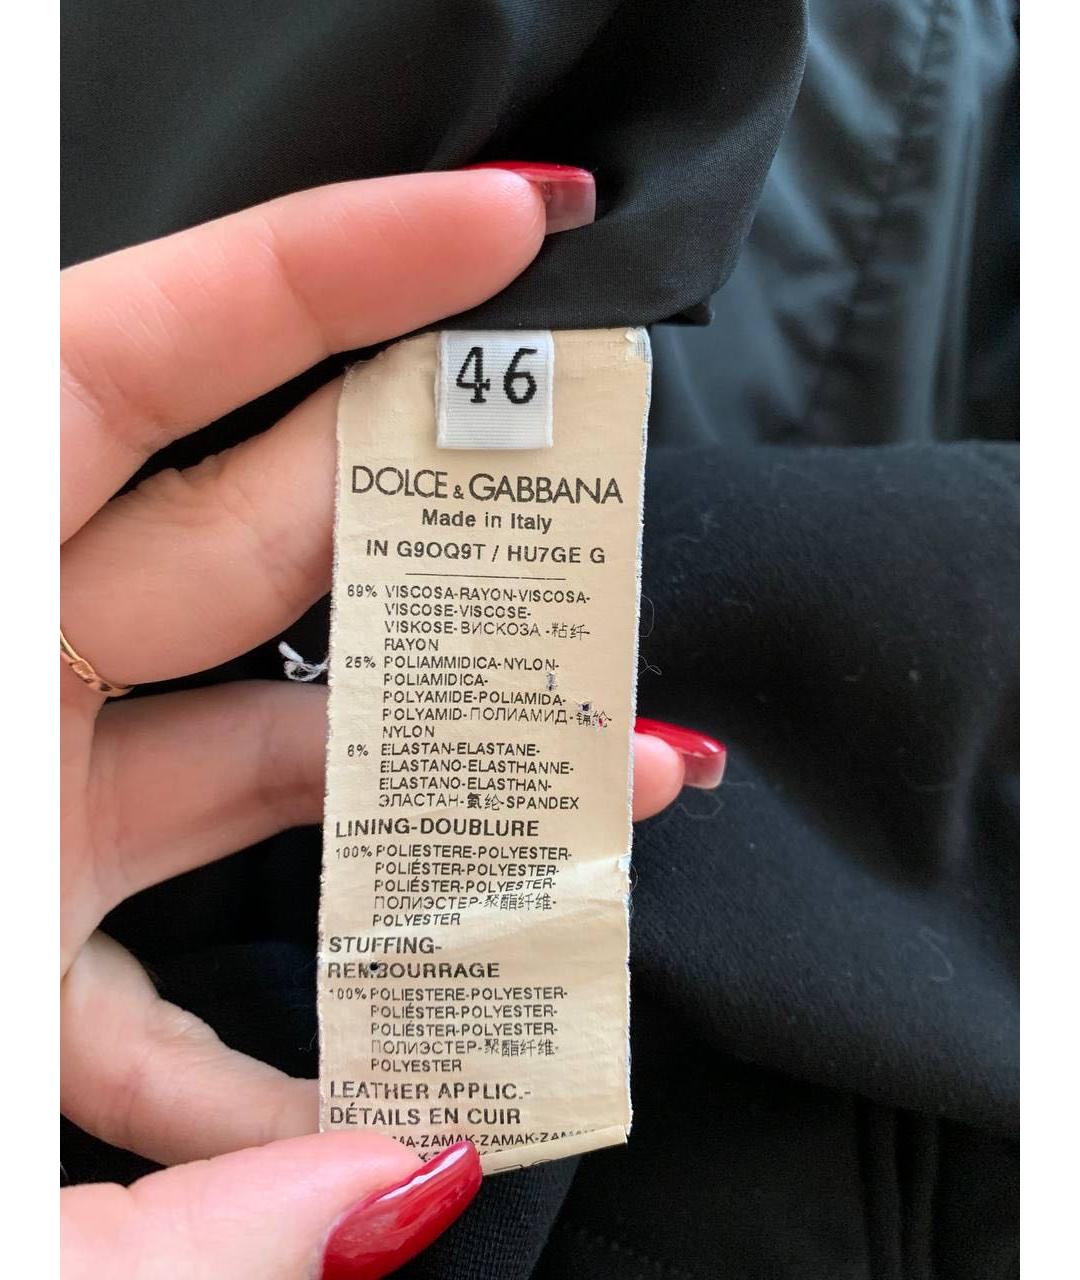 46
DOLCE & GABBANA
Made in Italy
IN G9OQ9T / HU7GE G
69% VISCOSA-RAYON-VISCOSA-
VISCOSE-VISCOSE-
VISKOSE-ВИСКОЗА-粘纤-
RAYON
25% POLIAMMIDICA-NYLON-
POLIAMIDICA-
POLYAMIDE-POLIAMIDA-
POLYAMID-ПОЛИАМИД-锦纶-
NYLON
6% ELASTAN-ELASTANE-
ELASTANO-ELASTHANNE-
ELASTANO-ELASTHAN-
ЭЛАСТАН-氨纶-SPANDEX
LINING-DOUBLURE
100% POLIESTERE-POLYESTER-
POLIÉSTER-POLYESTER-
POLIÉSTER-POLYESTER-
ПОЛИЭСТЕР-聚酯纤维-
POLYESTER
STUFFING-
REMBOURRAGE
100% POLIESTERE-POLYESTER-
POLIÉSTER-POLYESTER-
POLIÉSTER-POLYESTER-
ПОЛИЭСТЕР-聚酯纤维-
POLYESTER
LEATHER APPLIC.-
DÉTAILS EN CUIR
-ZAMAK-ZAMAK-